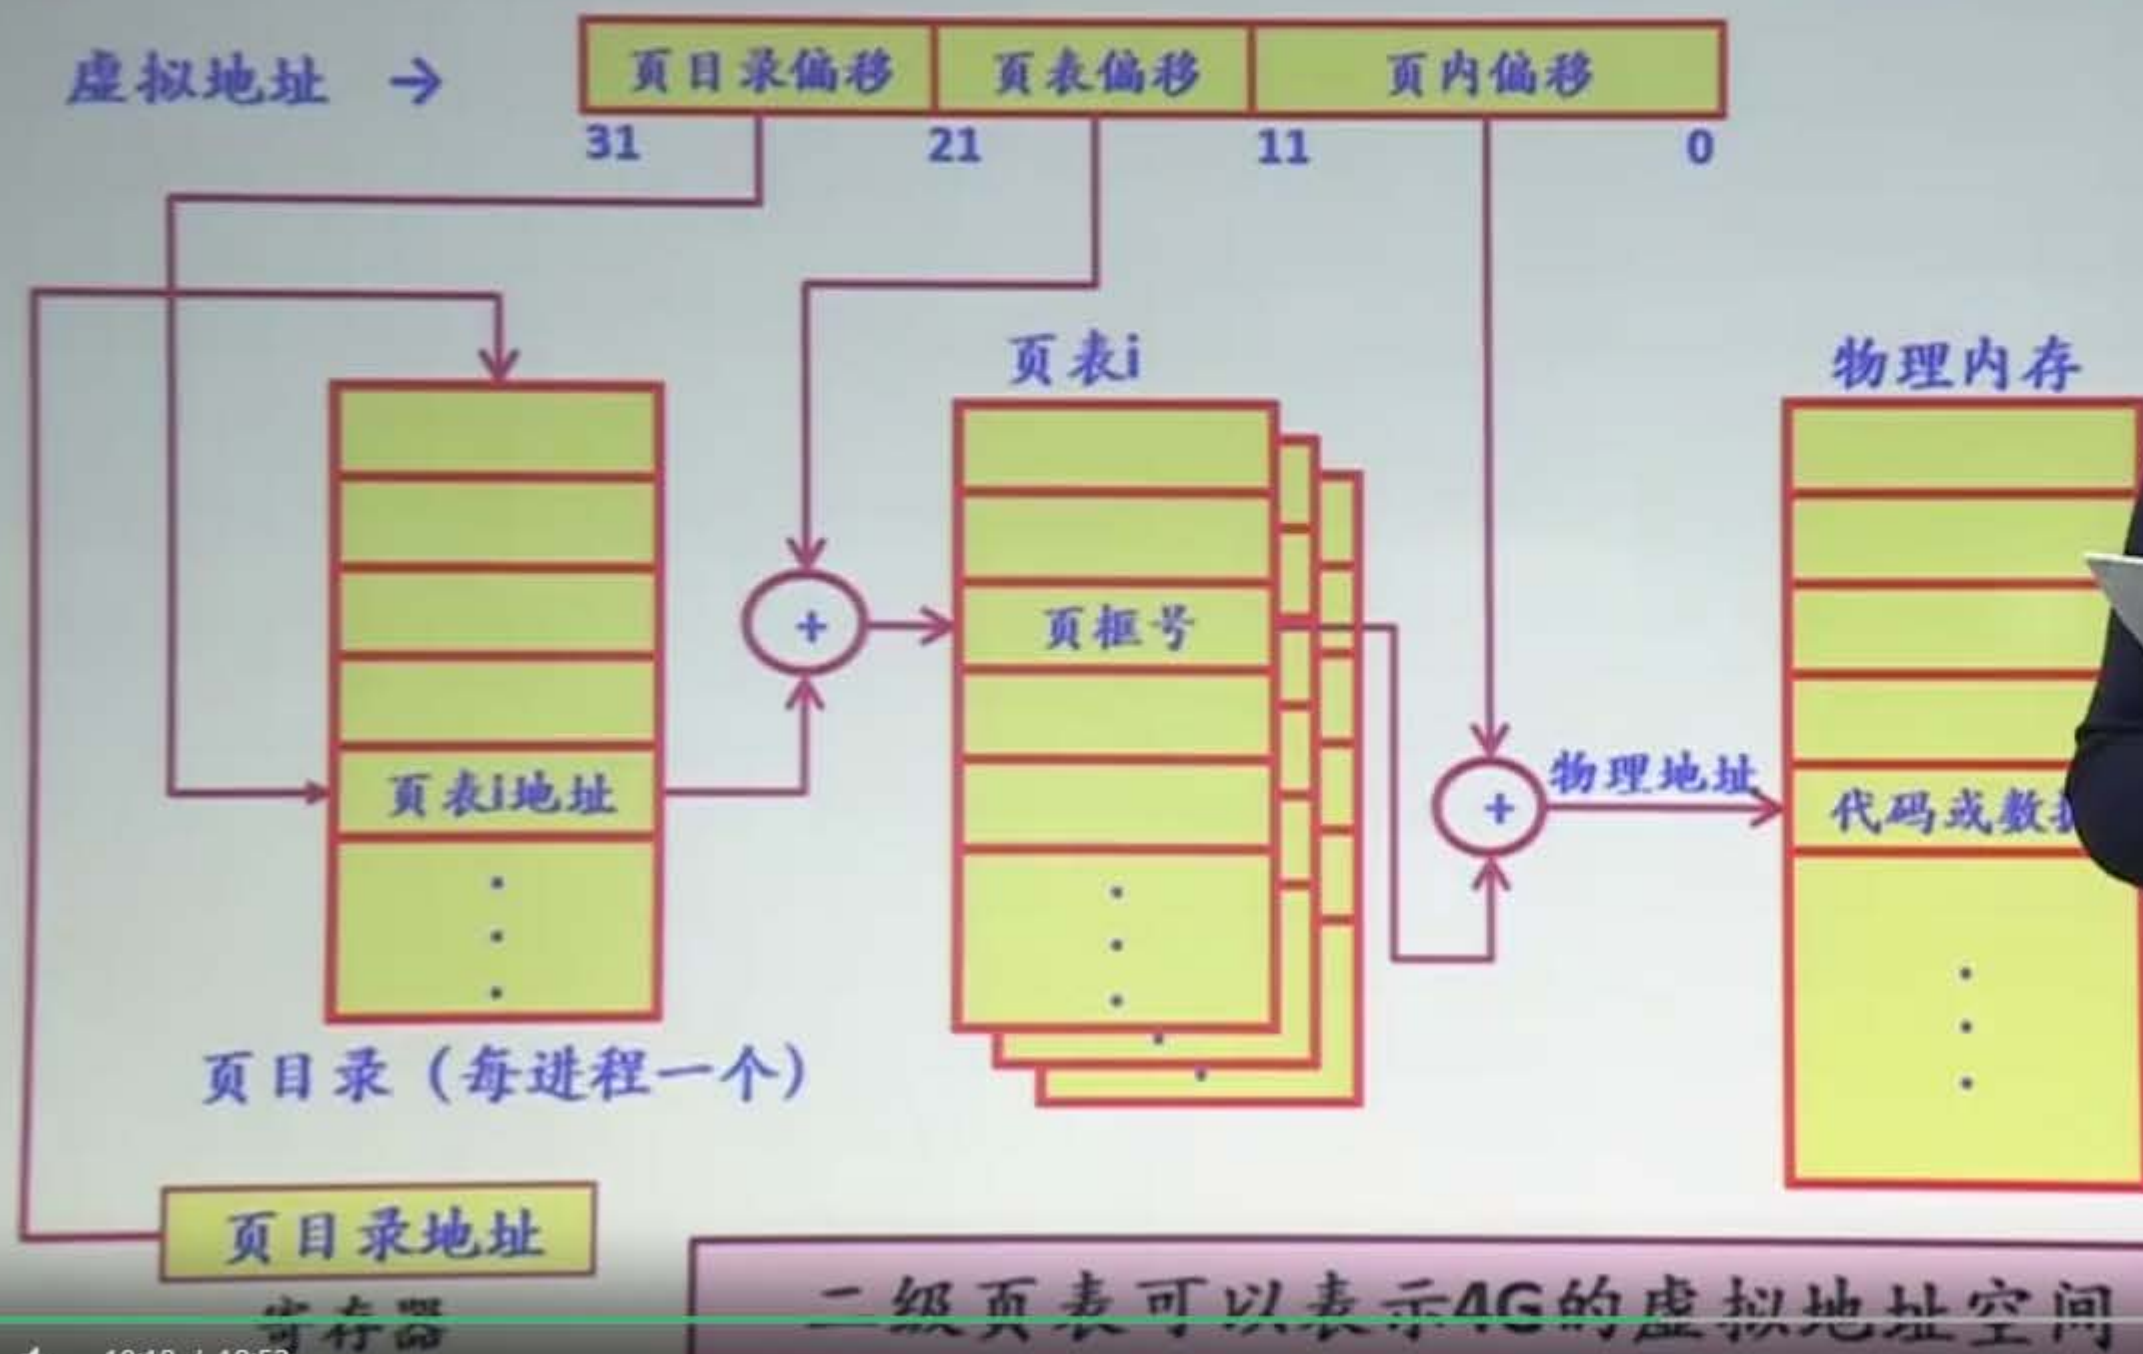 虚拟地址 →
页目录偏移 页表偏移 页内偏移
31 21 11 0
页表i
物理内存
页框号
+
物理地址
页表i地址
+
代码或数
页目录（每进程一个）
页目录地址
寄存器
二级页表可以表示4G的虚拟地址空间